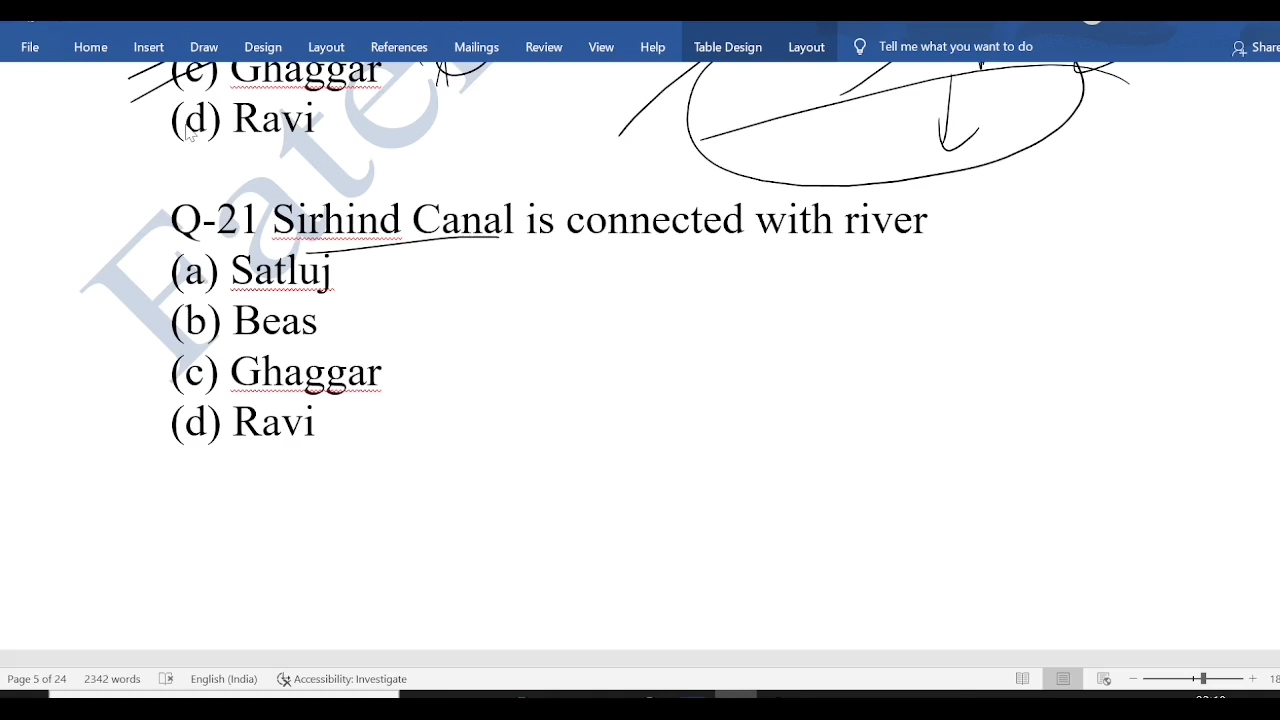 File Home Insert Draw Design Layout References Mailings Review View Help Table Design Layout Tell me what you want to do Share
(c) Ghaggar
(d) Ravi
Q-21 Sirhind Canal is connected with river
(a) Satluj
(b) Beas
(c) Ghaggar
(d) Ravi
Page 5 of 24 2342 words English (India) Accessibility: Investigate